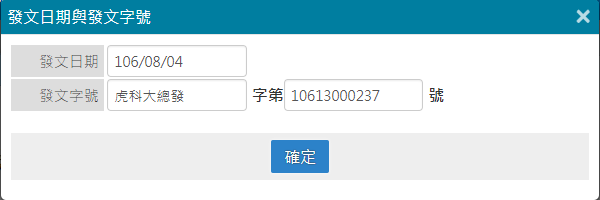 發文日期與發文字號
發文日期 106/08/04
發文字號 虎科大總發 字第 10613000237 號
確定